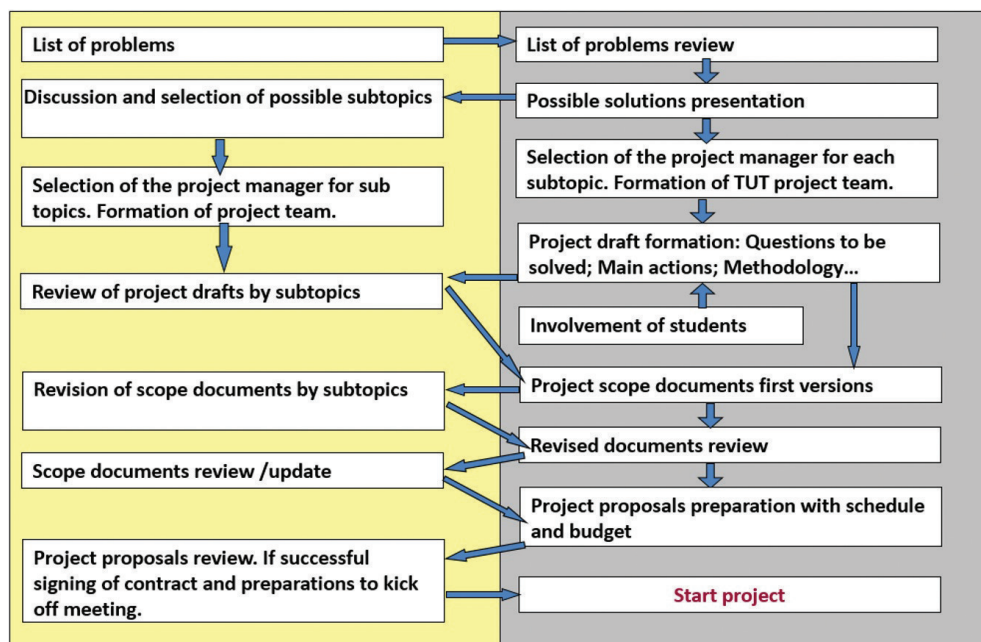 List of problems
List of problems review
Discussion and selection of possible subtopics
Possible solutions presentation
Selection of the project manager for each
subtopic. Formation of TUT project team.
Selection of the project manager for sub
topics. Formation of project team.
Project draft formation: Questions to be
solved; Main actions; Methodology...
Review of project drafts by subtopics
Involvement of students
Project scope documents first versions
Revision of scope documents by subtopics
Revised documents review
Scope documents review /update
Project proposals preparation with schedule
and budget
Project proposals review. If successful
signing of contract and preparations to kick
off meeting.
Start project